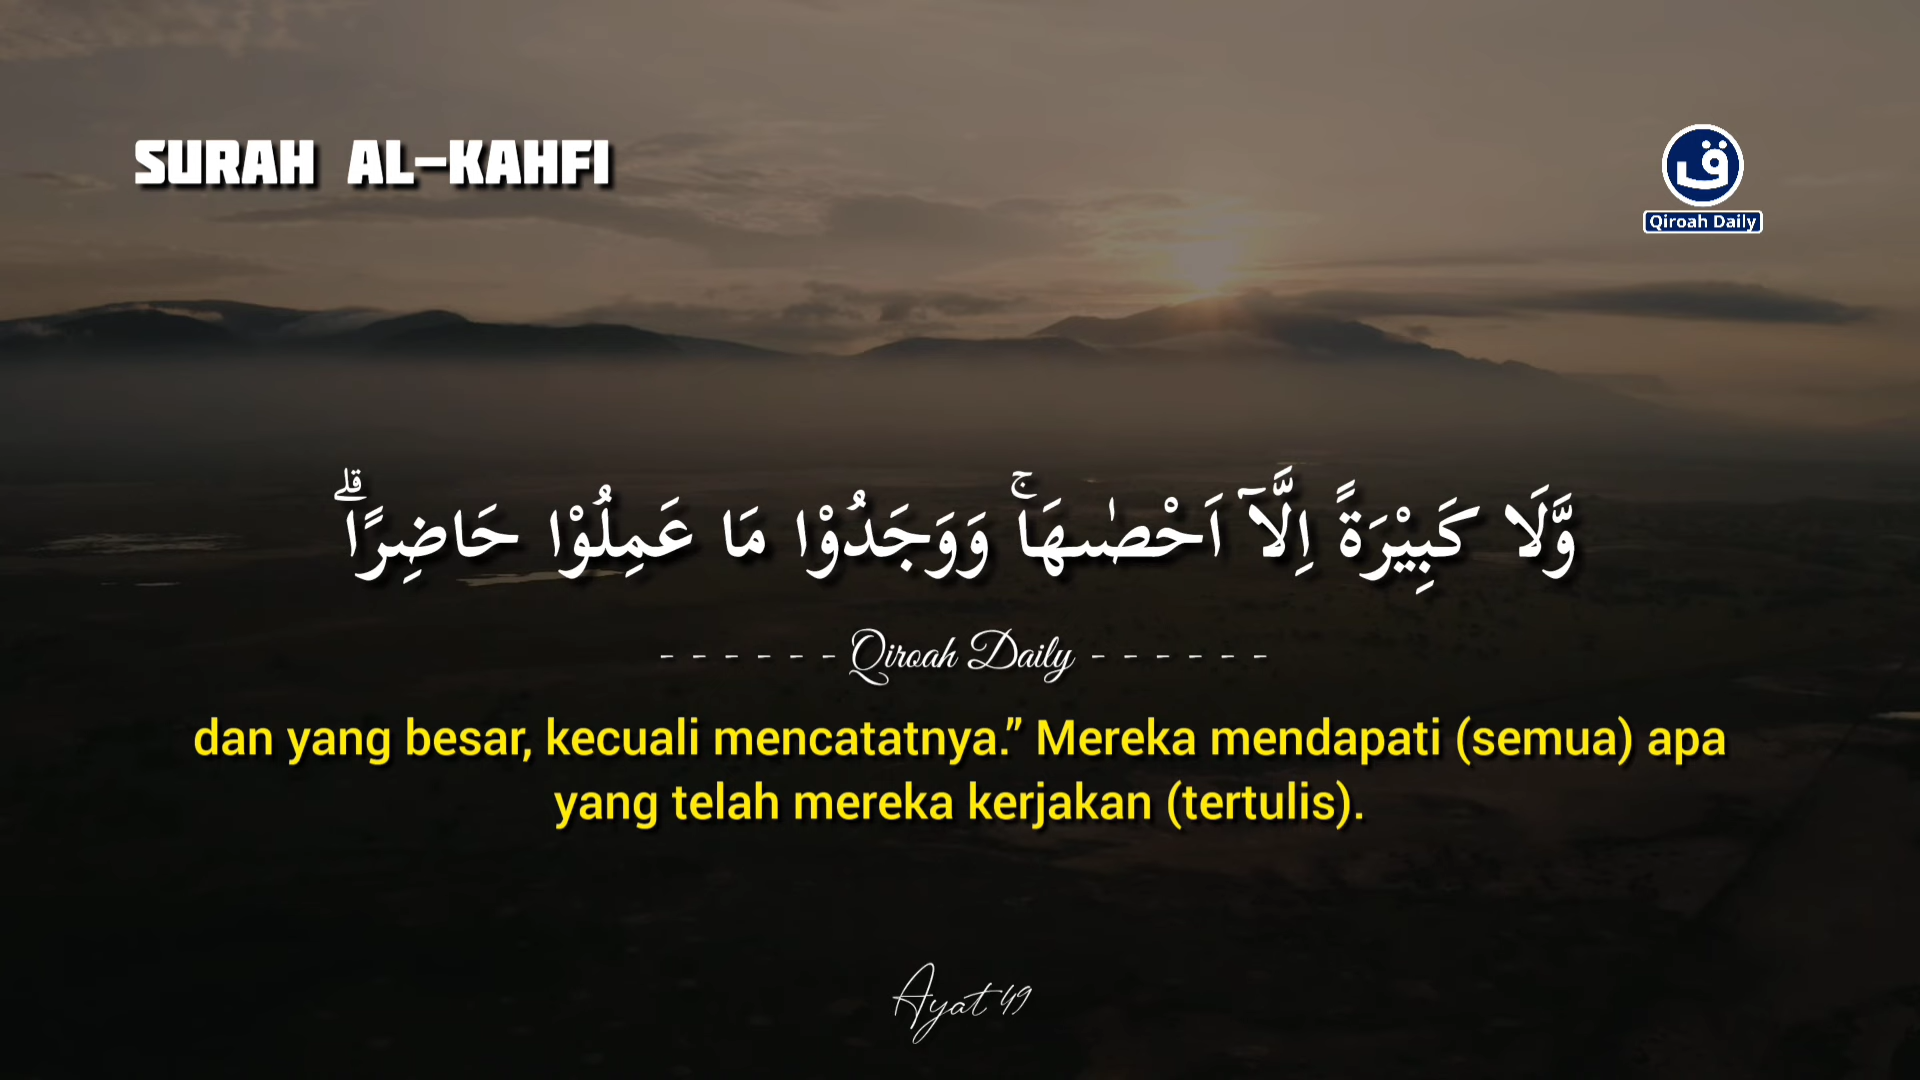 SURAH AL-KAHFI
ق
Qiroah Daily
وَّلَا كَبِيْرَةً اِلَّآ اَحْصٰىهَاۚ وَوَجَدُوْا مَا عَمِلُوْا حَاضِرًاۗ
- - - - - - Qiroah Daily - - - - - -
dan yang besar, kecuali mencatatnya.” Mereka mendapati (semua) apa
yang telah mereka kerjakan (tertulis).
Ayat 49